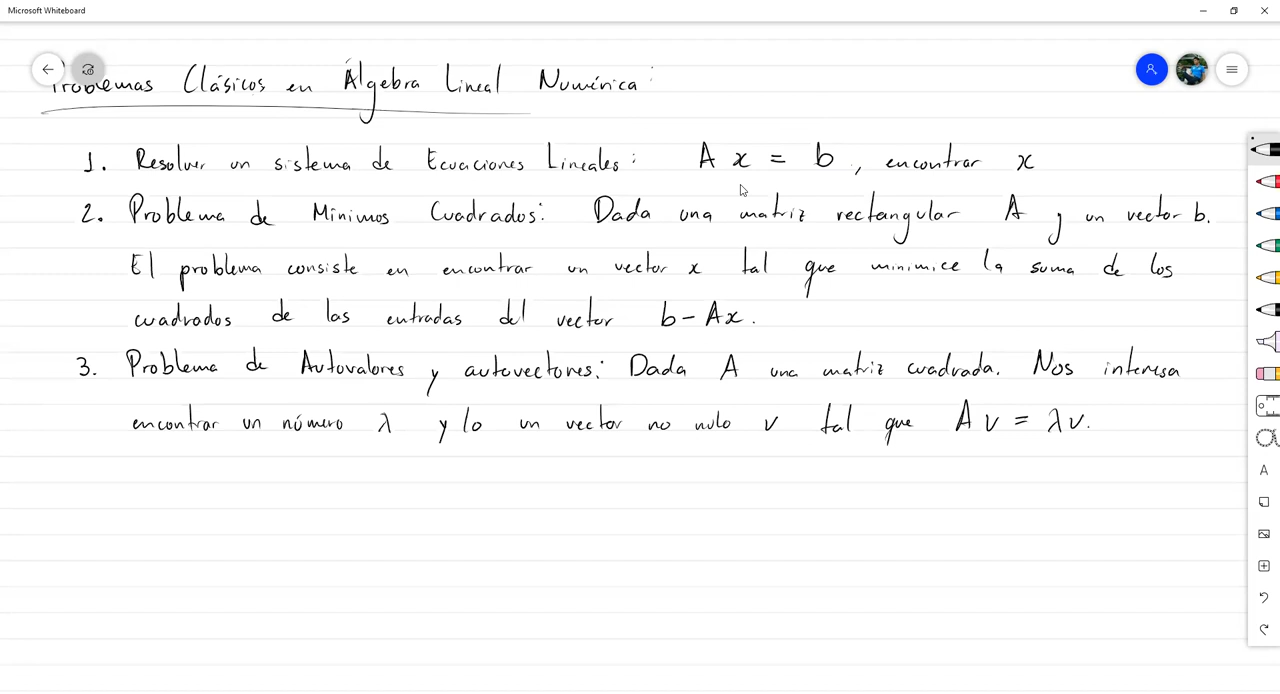 Microsoft Whiteboard
Problemas Clásicos en Álgebra Lineal Numérica:
1. Resolver un sistema de Ecuaciones Lineales: A x = b, encontrar x
2. Problema de Mínimos Cuadrados: Dada una matriz rectangular A y un vector b.
El problema consiste en encontrar un vector x tal que minimice la suma de los
cuadrados de las entradas del vector b-Ax.
3. Problema de Autovalores y autovectores: Dada A una matriz cuadrada. Nos interesa
encontrar un número λ y/o un vector no nulo v tal que A v = λv.
A